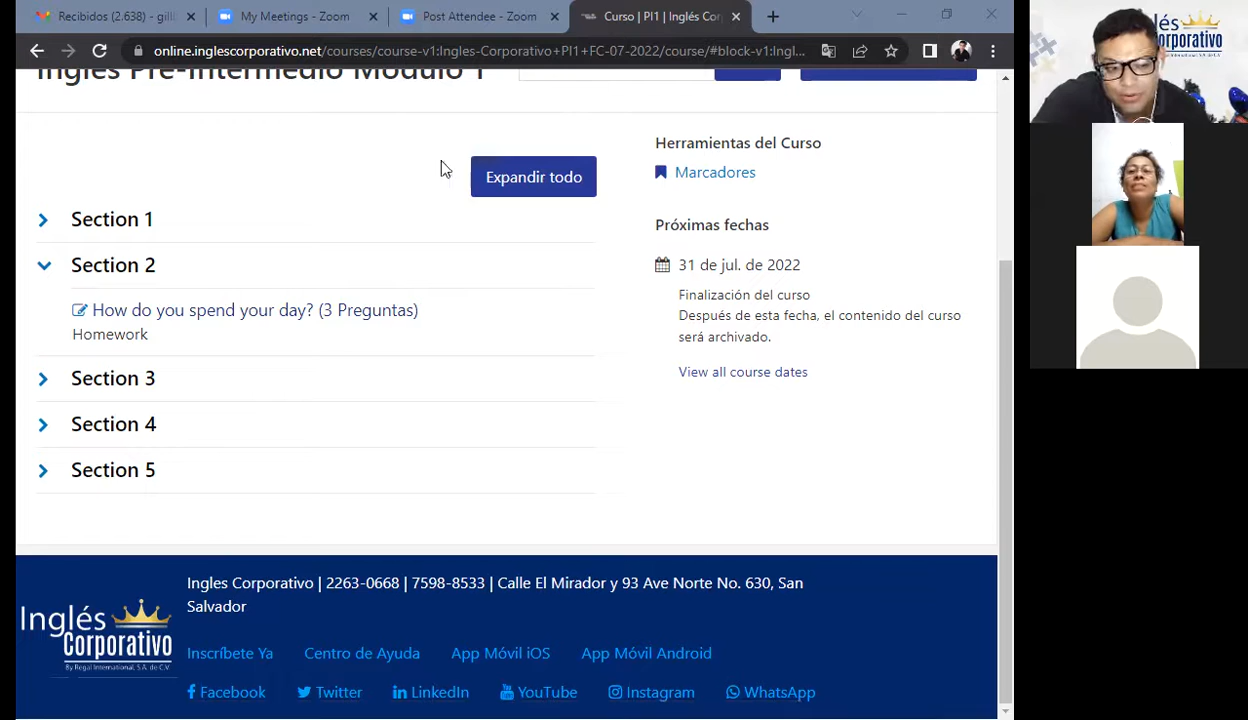 Recibidos (2.638) - gilli
My Meetings - Zoom
Post Attendee - Zoom
Curso | PI1 | Inglés Cor
online.inglescorporativo.net/courses/course-v1:Ingles-Corporativo+PI1+FC-07-2022/course/#block-v1:Ingl...
Inglés Pre-Intermedio Módulo 1
Expandir todo
Section 1
Section 2
How do you spend your day? (3 Preguntas)
Homework
Section 3
Section 4
Section 5
Herramientas del Curso
Marcadores
Próximas fechas
31 de jul. de 2022
Finalización del curso
Después de esta fecha, el contenido del curso
será archivado.
View all course dates
Inglés
Corporativo
By Regal International, S.A. de C.V.
Ingles Corporativo | 2263-0668 | 7598-8533 | Calle El Mirador y 93 Ave Norte No. 630, San
Salvador
Inscríbete Ya
Centro de Ayuda
App Móvil iOS
App Móvil Android
Facebook
Twitter
LinkedIn
YouTube
Instagram
WhatsApp